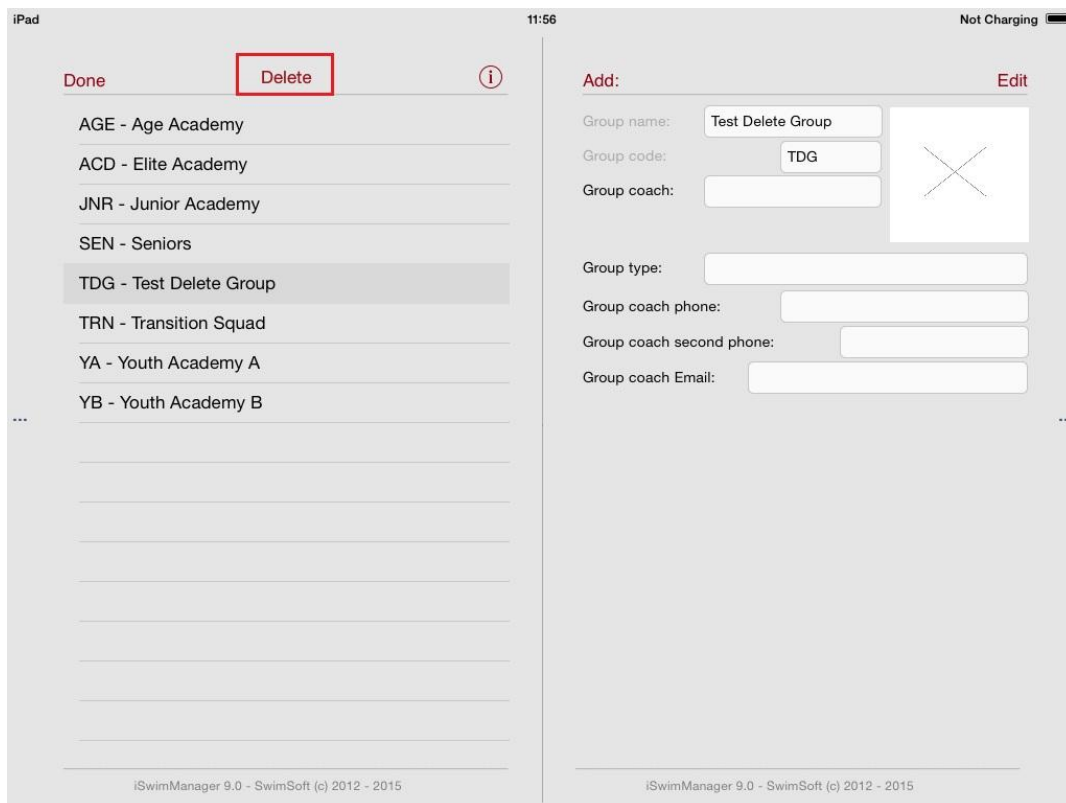 iPad 11:56 Not Charging
Done Delete i
AGE - Age Academy
ACD - Elite Academy
JNR - Junior Academy
SEN - Seniors
TDG - Test Delete Group
TRN - Transition Squad
YA - Youth Academy A
YB - Youth Academy B
iSwimManager 9.0 - SwimSoft (c) 2012 - 2015
Add: Edit
Group name: Test Delete Group
Group code: TDG
Group coach:
Group type:
Group coach phone:
Group coach second phone:
Group coach Email:
iSwimManager 9.0 - SwimSoft (c) 2012 - 2015